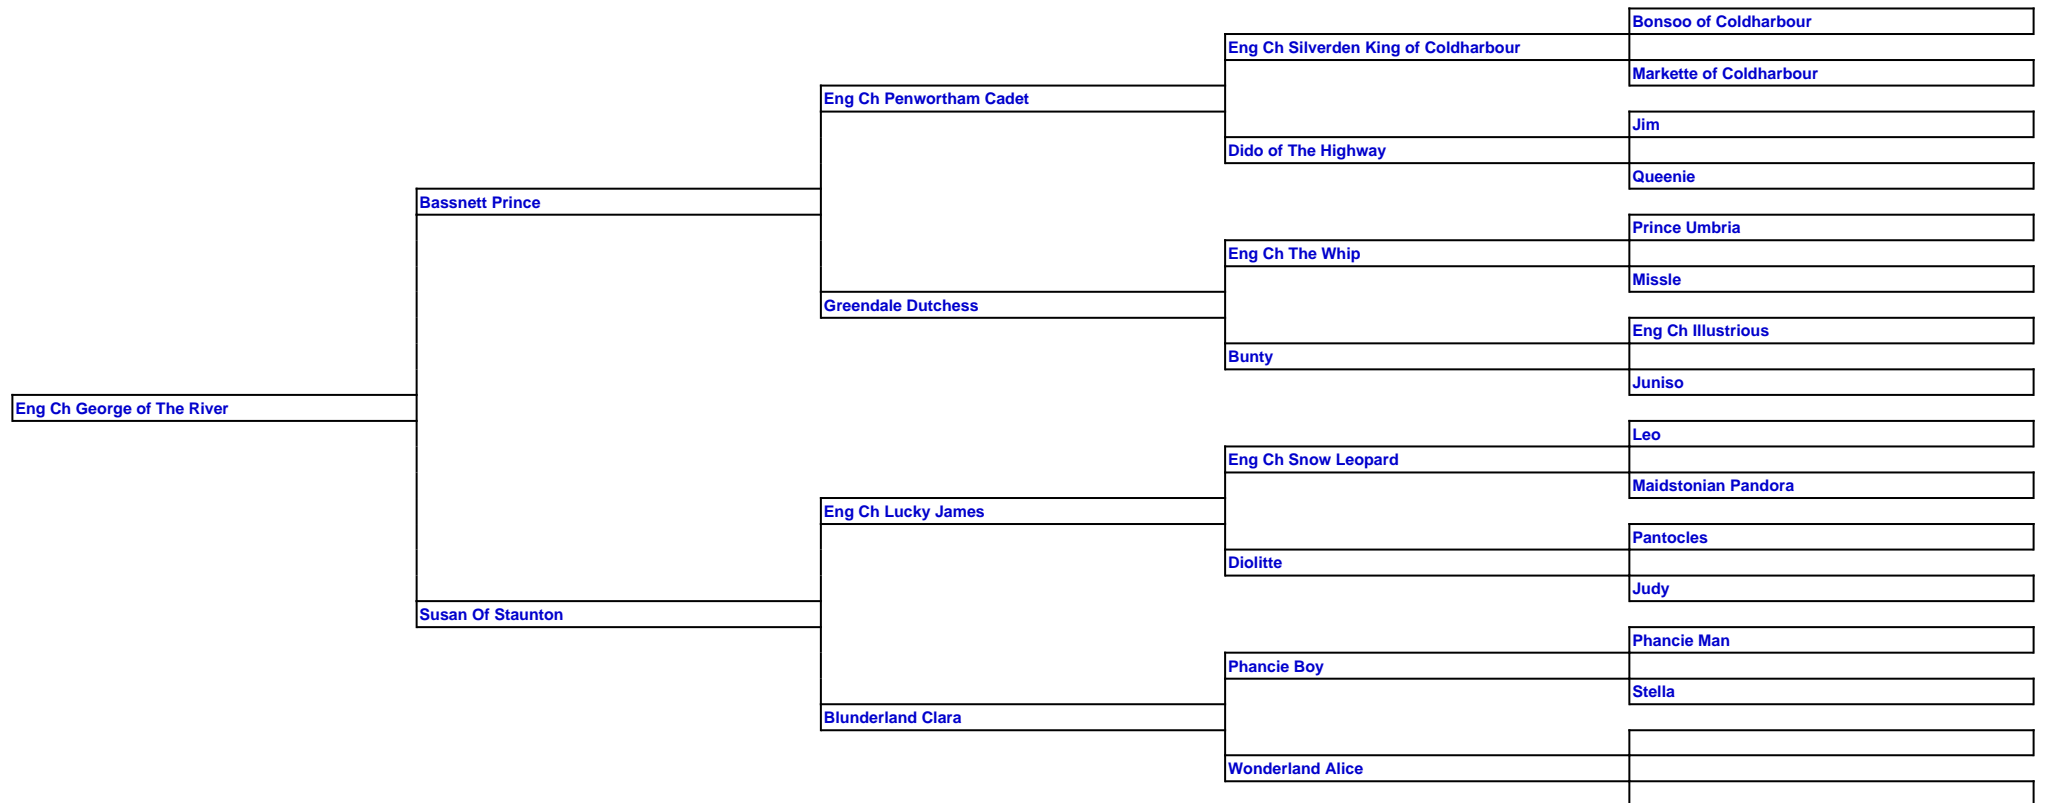 Bonsoo of Coldharbour
Eng Ch Silverden King of Coldharbour
Markette of Coldharbour
Eng Ch Penwortham Cadet
Jim
Dido of The Highway
Queenie
Bassnett Prince
Prince Umbria
Eng Ch The Whip
Missle
Greendale Dutchess
Eng Ch Illustrious
Bunty
Juniso
Eng Ch George of The River
Leo
Eng Ch Snow Leopard
Maidstonian Pandora
Eng Ch Lucky James
Pantocles
Diolitte
Judy
Susan Of Staunton
Phancie Man
Phancie Boy
Stella
Blunderland Clara
Wonderland Alice